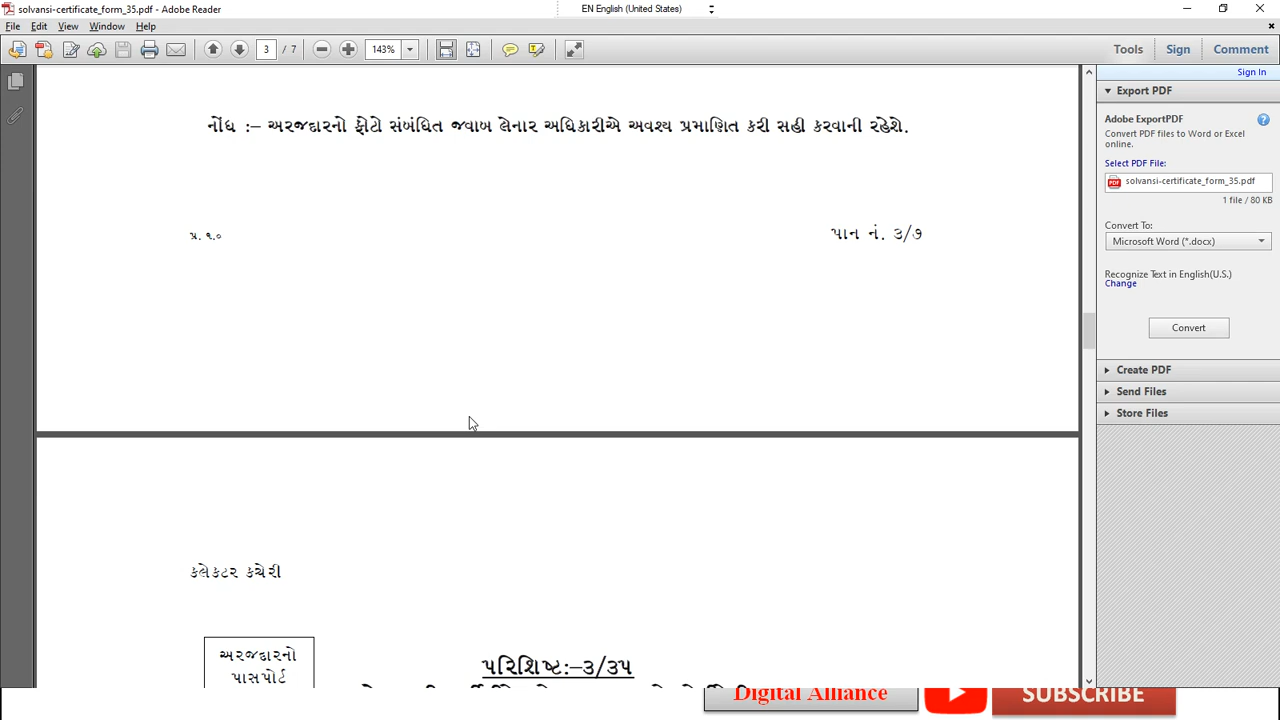 solvansi-certificate_form_35.pdf - Adobe Reader
EN English (United States)
File Edit View Window Help
3 / 7 143% Tools Sign Comment
Sign In
Export PDF
Adobe ExportPDF
Convert PDF files to Word or Excel online.
Select PDF File:
solvansi-certificate_form_35.pdf
1 file / 80 KB
Convert To:
Microsoft Word (*.docx)
Recognize Text in English(U.S.)
Change
Convert
Create PDF
Send Files
Store Files
નોંધ :– અરજદારનો ફોટો સંબંધિત જવાબ લેનાર અધિકારીએ અવશ્ય પ્રમાણિત કરી સહી કરવાની રહેશે.
પ્ર. ૧.૦ પાન નં. ૩/૭
કલેકટર કચેરી
અરજદારનો
પાસપોર્ટ
પરિશિષ્ટ:–૩/૩૫
Digital Alliance SUBSCRIBE